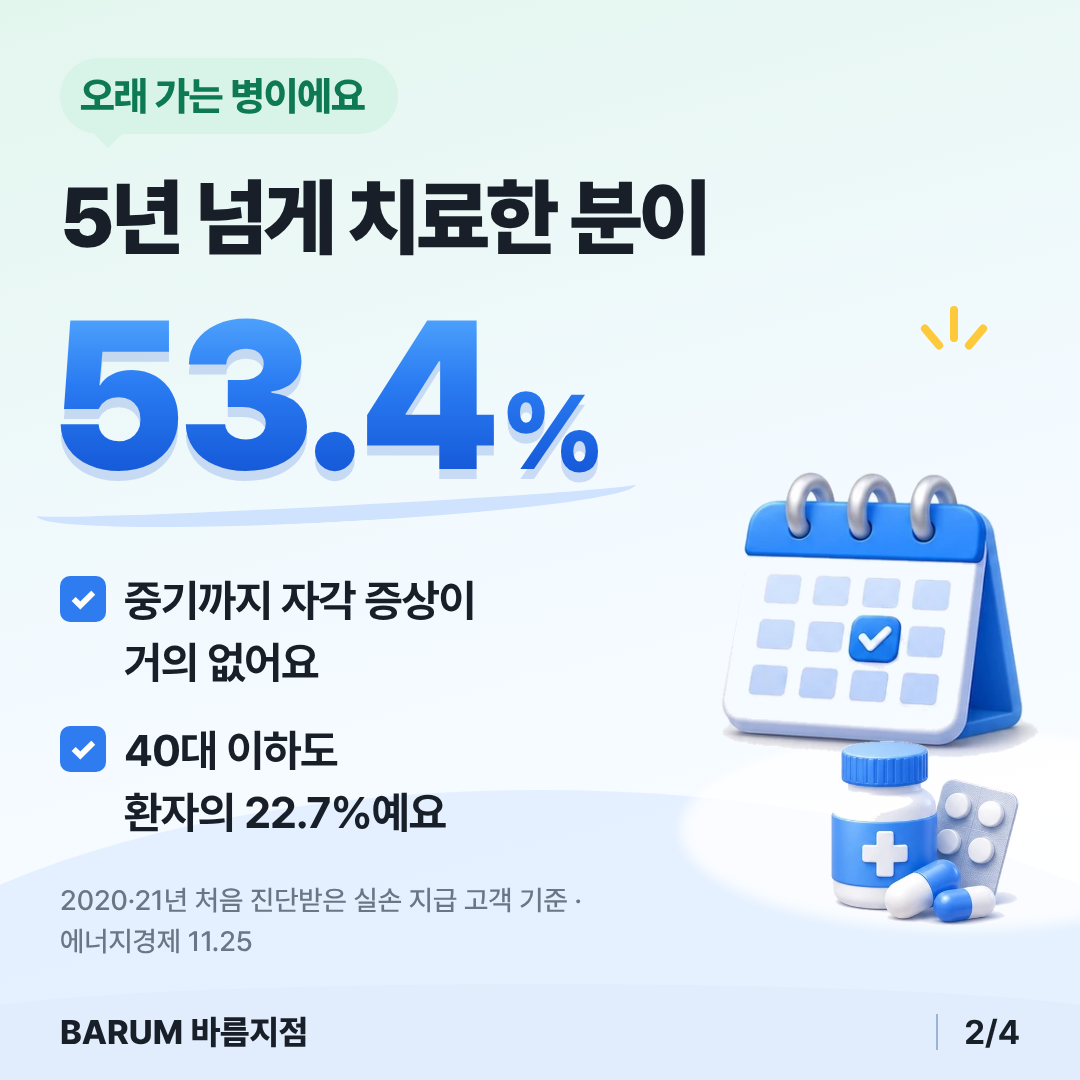 오래 가는 병이에요
5년 넘게 치료한 분이
53.4%
중기까지 자각 증상이
거의 없어요
40대 이하도
환자의 22.7%예요
2020·21년 처음 진단받은 실손 지급 고객 기준 ·
에너지경제 11.25
BARUM 바름지점
2/4